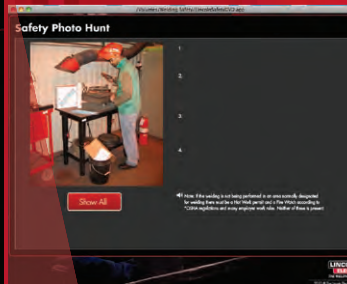 Safety Photo Hunt
1.
2.
3.
4.
Show All
Note: If the welding is not being performed in an area normally designated
for welding there must be a Hot Work permit and a Fire Watch according to
OSHA regulations and many employer work rules. Neither of these is present